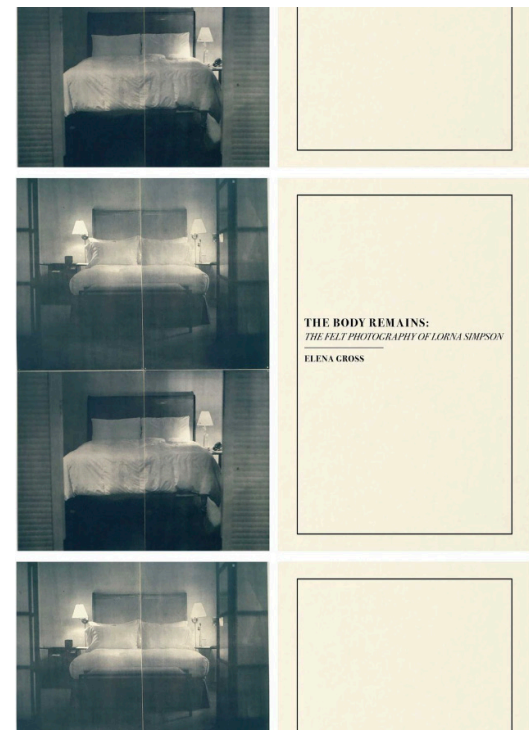 THE BODY REMAINS:
THE FELT PHOTOGRAPHY OF LORNA SIMPSON
ELENA GROSS